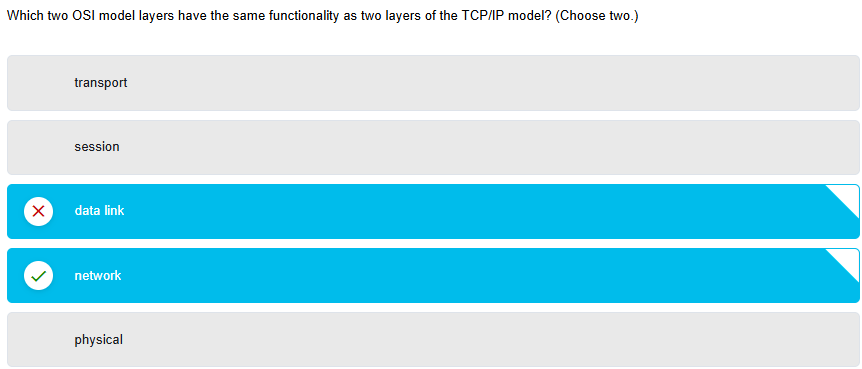 Which two OSI model layers have the same functionality as two layers of the TCP/IP model? (Choose two.)
transport
session
data link
network
physical